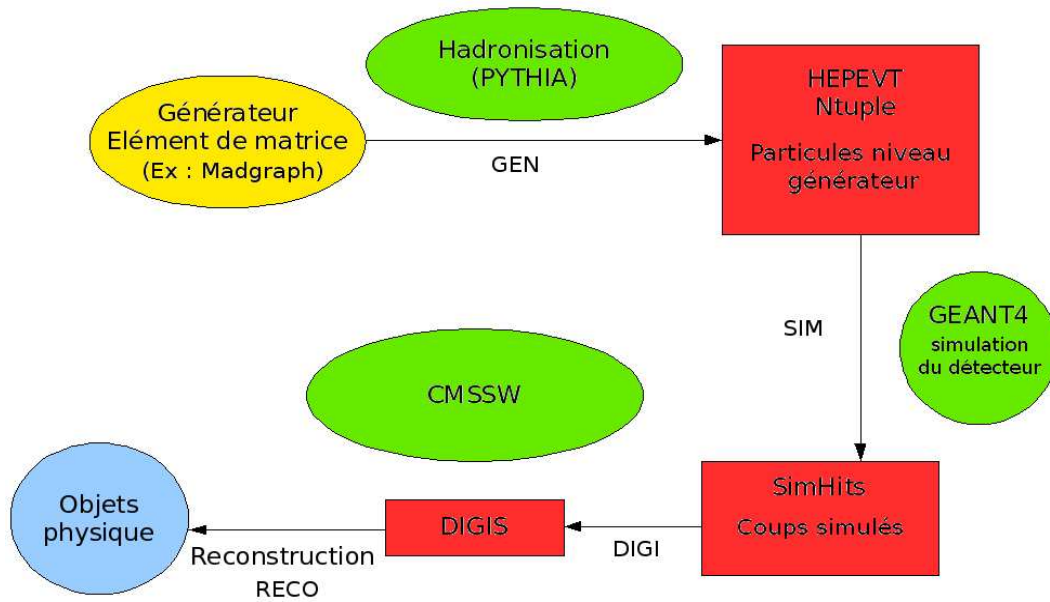 Hadronisation
(PYTHIA)
Générateur
Elément de matrice
(Ex : Madgraph)
GEN
HEPEVT
Ntuple
Particules niveau
générateur
SIM
GEANT4
simulation
du détecteur
CMSSW
SimHits
Coups simulés
DIGI
DIGIS
Reconstruction
RECO
Objets
physique